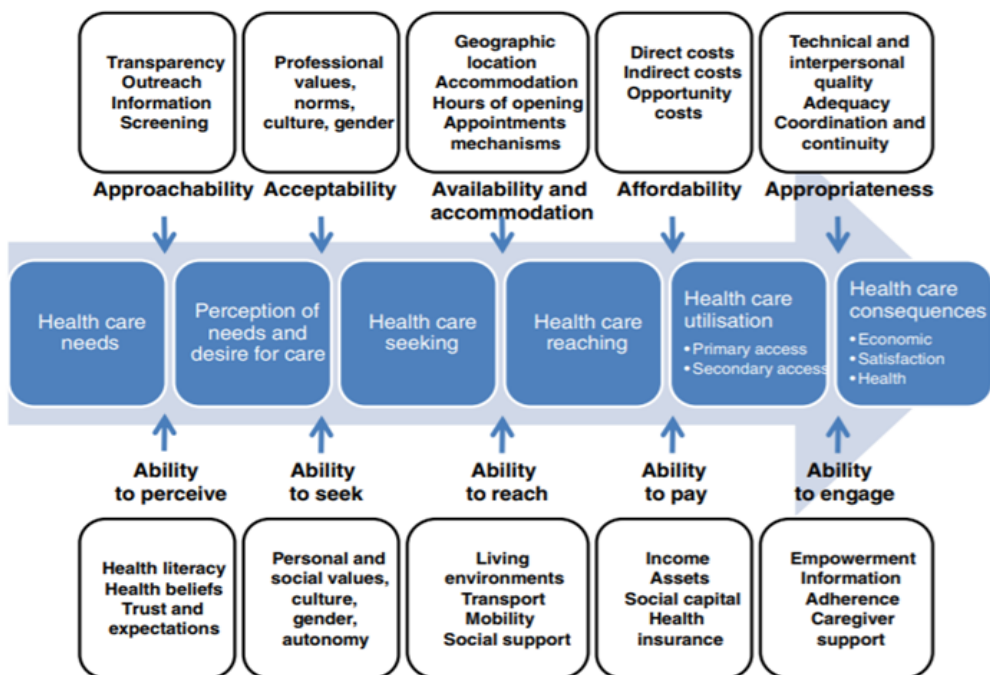 Transparency
Outreach
Information
Screening
Professional
values,
norms,
culture, gender
Geographic
location
Accommodation
Hours of opening
Appointments
mechanisms
Direct costs
Indirect costs
Opportunity
costs
Technical and
interpersonal
quality
Adequacy
Coordination and
continuity
Approachability
Acceptability
Availability and
accommodation
Affordability
Appropriateness
Health care
needs
Perception of
needs and
desire for care
Health care
seeking
Health care
reaching
Health care
utilisation
• Primary access
• Secondary access
Health care
consequences
• Economic
• Satisfaction
• Health
Ability
to perceive
Ability
to seek
Ability
to reach
Ability
to pay
Ability
to engage
Health literacy
Health beliefs
Trust and
expectations
Personal and
social values,
culture,
gender,
autonomy
Living
environments
Transport
Mobility
Social support
Income
Assets
Social capital
Health
insurance
Empowerment
Information
Adherence
Caregiver
support